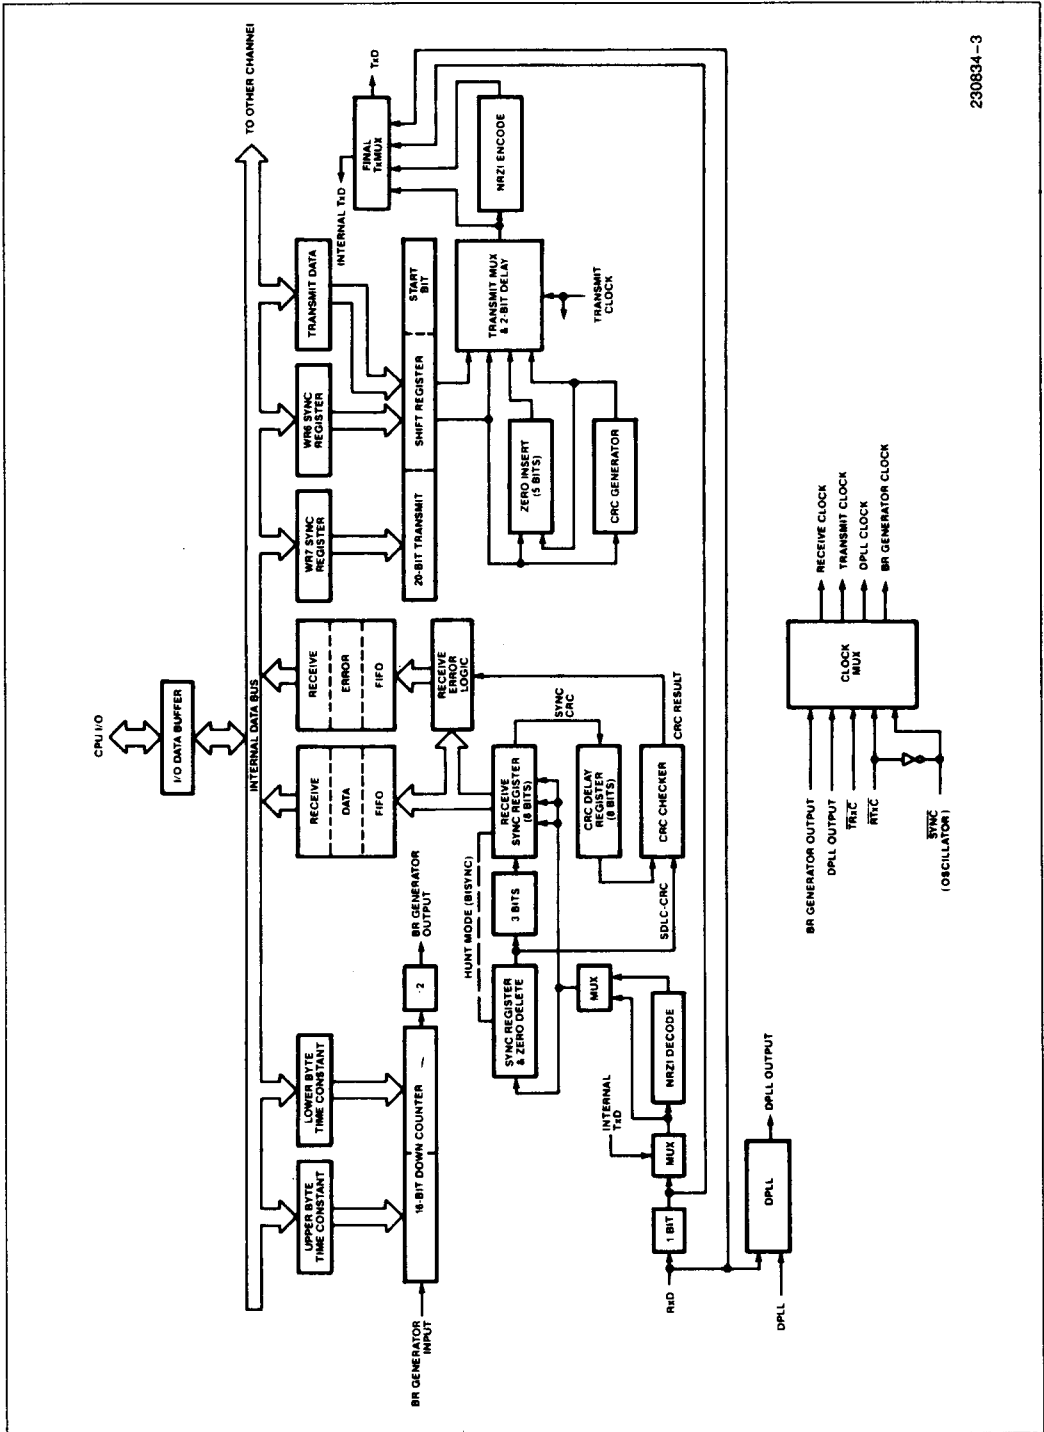 CPU I/O
I/O DATA BUFFER
INTERNAL DATA BUS
TO OTHER CHANNEL
UPPER BYTE
TIME CONSTANT
LOWER BYTE
TIME CONSTANT
RECEIVE
DATA
FIFO
RECEIVE
ERROR
FIFO
WR7 SYNC
REGISTER
WR6 SYNC
REGISTER
TRANSMIT DATA
INTERNAL TxD
FINAL
TxMUX
TxD
BR GENERATOR
INPUT
16-BIT DOWN COUNTER
÷2
BR GENERATOR
OUTPUT
RECEIVE
ERROR
LOGIC
20-BIT TRANSMIT
SHIFT REGISTER
START
BIT
HUNT MODE (BISYNC)
SYNC REGISTER
& ZERO DELETE
3 BITS
RECEIVE
SYNC REGISTER
(8 BITS)
SYNC
CRC
TRANSMIT MUX
& 2-BIT DELAY
NRZI ENCODE
ZERO INSERT
(5 BITS)
TRANSMIT
CLOCK
CRC DELAY
REGISTER
(8 BITS)
CRC GENERATOR
MUX
SDLC-CRC
CRC CHECKER
CRC RESULT
INTERNAL
TxD
RxD
1 BIT
MUX
NRZI DECODE
DPLL
DPLL
DPLL OUTPUT
BR GENERATOR OUTPUT
DPLL OUTPUT
TRxC
RTxC
SYNC
(OSCILLATOR)
CLOCK
MUX
RECEIVE CLOCK
TRANSMIT CLOCK
DPLL CLOCK
BR GENERATOR CLOCK
230834-3